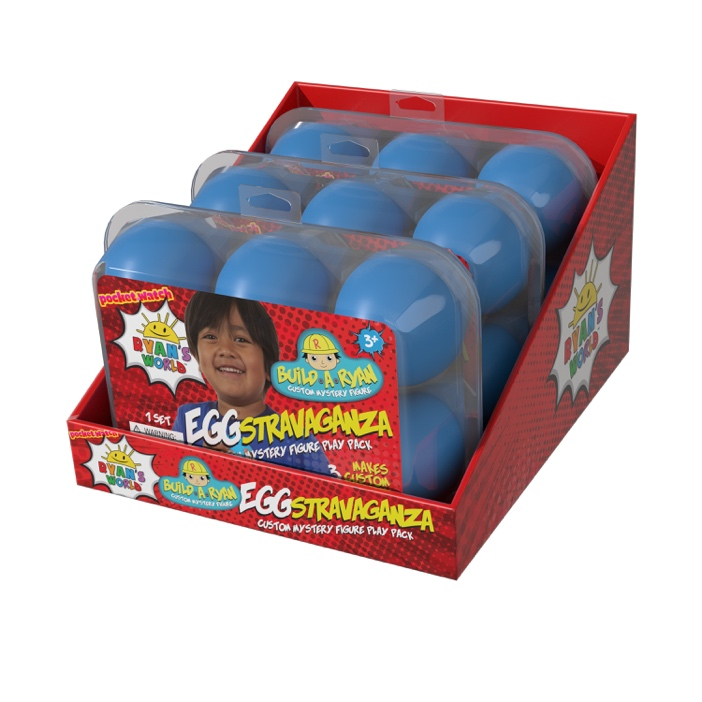 pocket.watch
RYAN'S
WORLD
R
BUILD-A-RYAN
CUSTOM MYSTERY FIGURE
3+
1 SET
WARNING:
EGGSTRAVAGANZA
MYSTERY FIGURE PLAY PACK
3 MAKES
CUSTOM
pocket.watch
RYAN'S
WORLD
R
BUILD-A-RYAN
CUSTOM MYSTERY FIGURE
EGGSTRAVAGANZA
CUSTOM MYSTERY FIGURE PLAY PACK
RYAN'S
WORLD